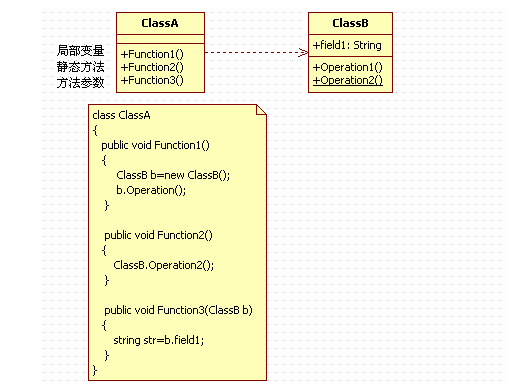 ClassA
ClassB
局部变量
静态方法
方法参数
+Function1()
+Function2()
+Function3()
+field1: String
+Operation1()
+Operation2()
class ClassA
{
public void Function1()
{
ClassB b=new ClassB();
b.Operation();
}
public void Function2()
{
ClassB.Operation2();
}
public void Function3(ClassB b)
{
string str=b.field1;
}
}